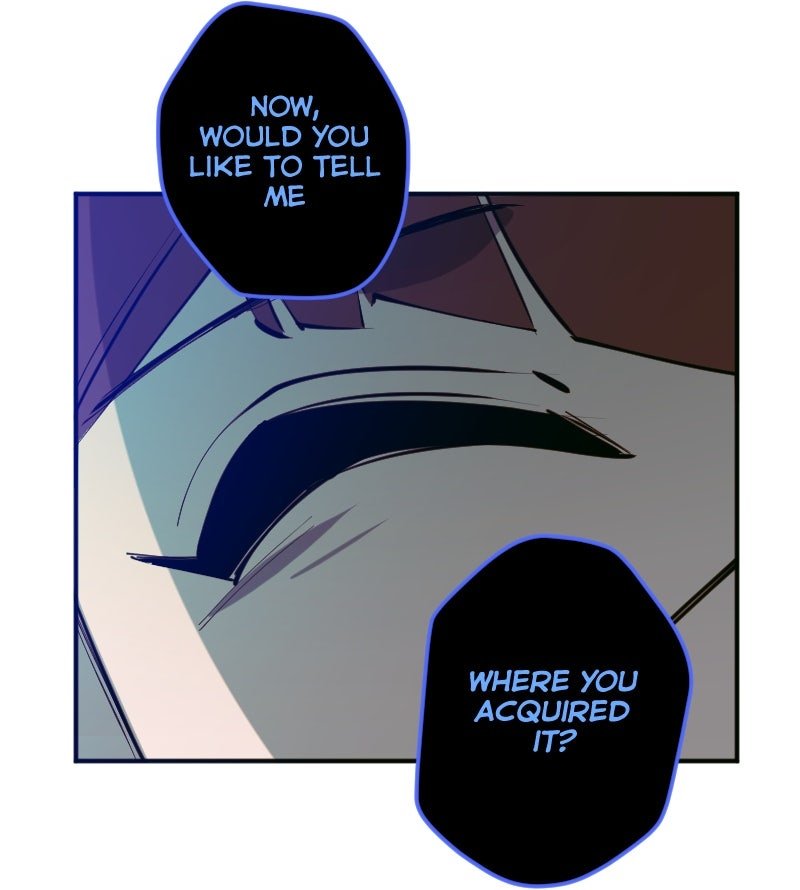 NOW,
WOULD YOU
LIKE TO TELL
ME
WHERE YOU
ACQUIRED
IT?